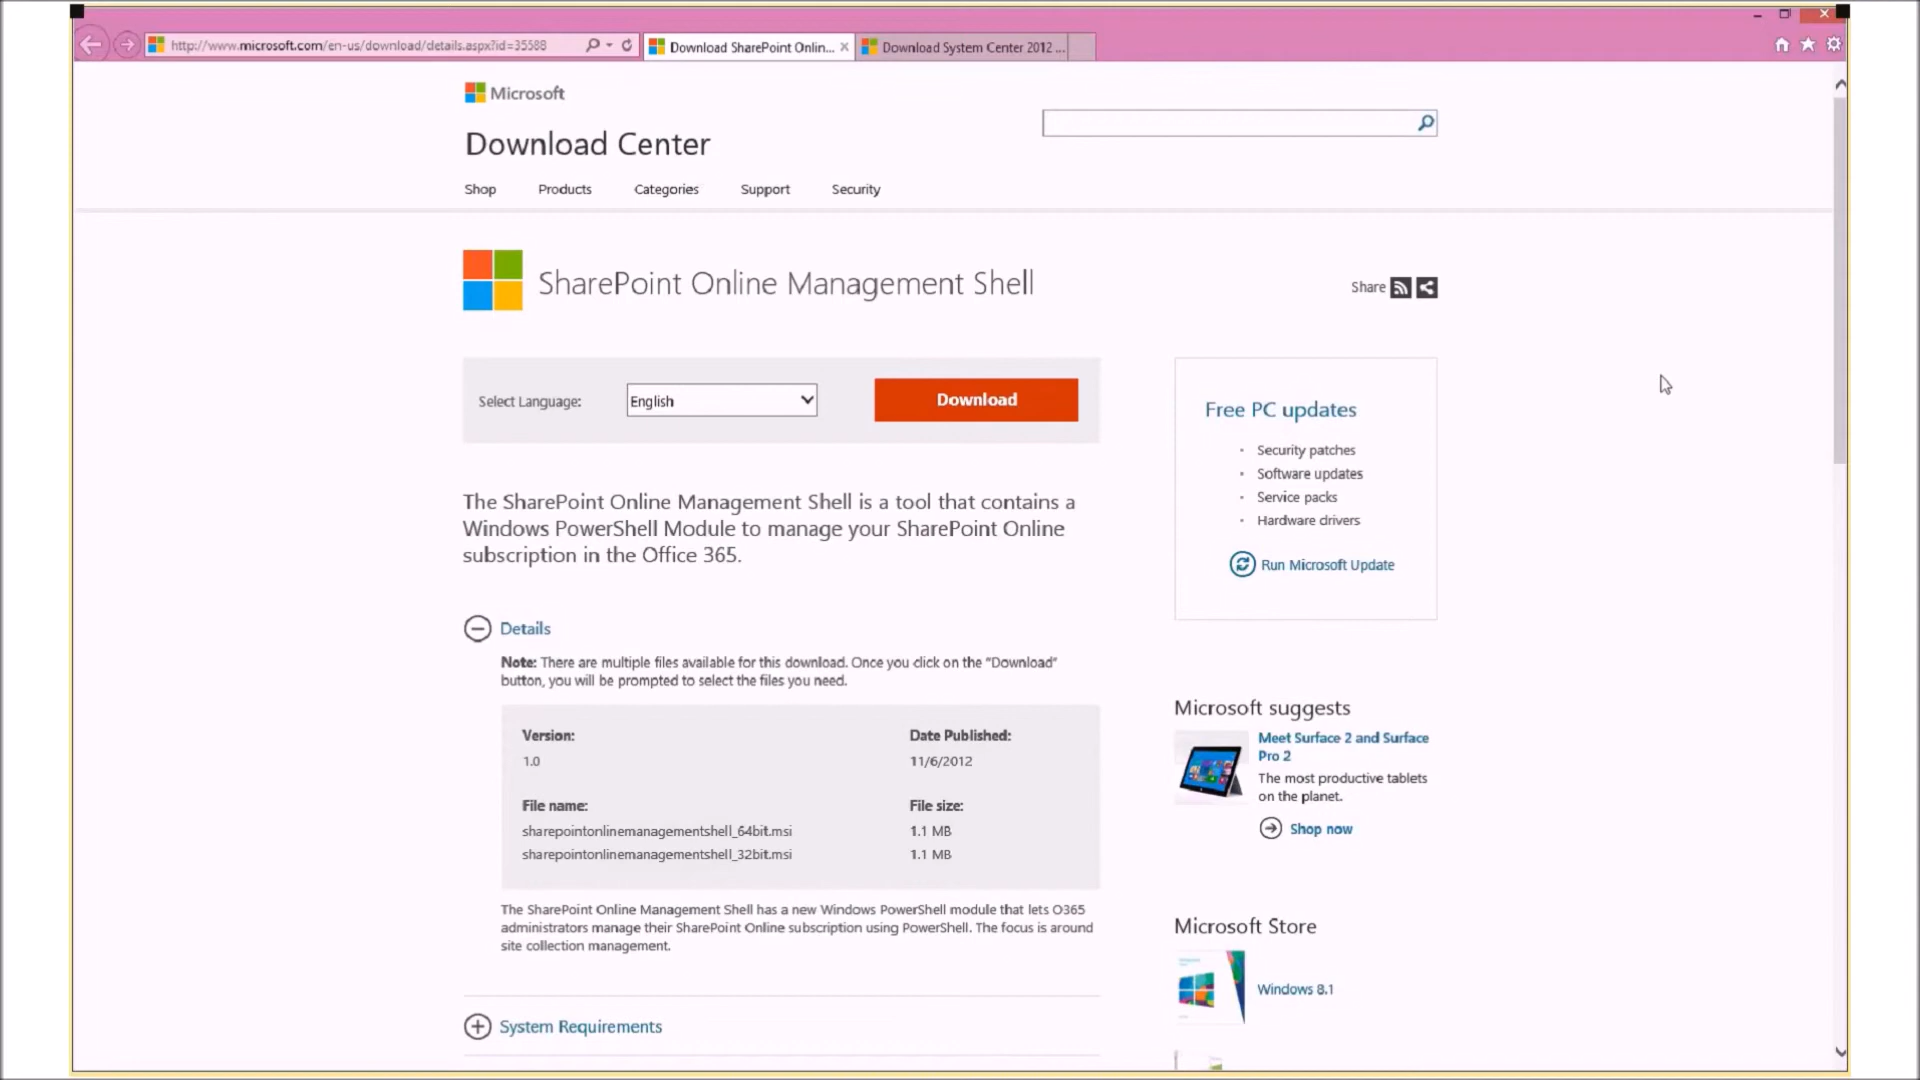 http://www.microsoft.com/en-us/download/details.aspx?id=35588
Download SharePoint Onlin...
Download System Center 2012 ...
Microsoft
Download Center
Shop
Products
Categories
Support
Security
SharePoint Online Management Shell
Share
Select Language:
English
Download
The SharePoint Online Management Shell is a tool that contains a
Windows PowerShell Module to manage your SharePoint Online
subscription in the Office 365.
Details
Note: There are multiple files available for this download. Once you click on the "Download"
button, you will be prompted to select the files you need.
Version:
1.0
Date Published:
11/6/2012
File name:
sharepointonlinemanagementshell_64bit.msi
sharepointonlinemanagementshell_32bit.msi
File size:
1.1 MB
1.1 MB
The SharePoint Online Management Shell has a new Windows PowerShell module that lets O365
administrators manage their SharePoint Online subscription using PowerShell. The focus is around
site collection management.
System Requirements
Free PC updates
Security patches
Software updates
Service packs
Hardware drivers
Run Microsoft Update
Microsoft suggests
Meet Surface 2 and Surface
Pro 2
The most productive tablets
on the planet.
Shop now
Microsoft Store
Windows 8.1